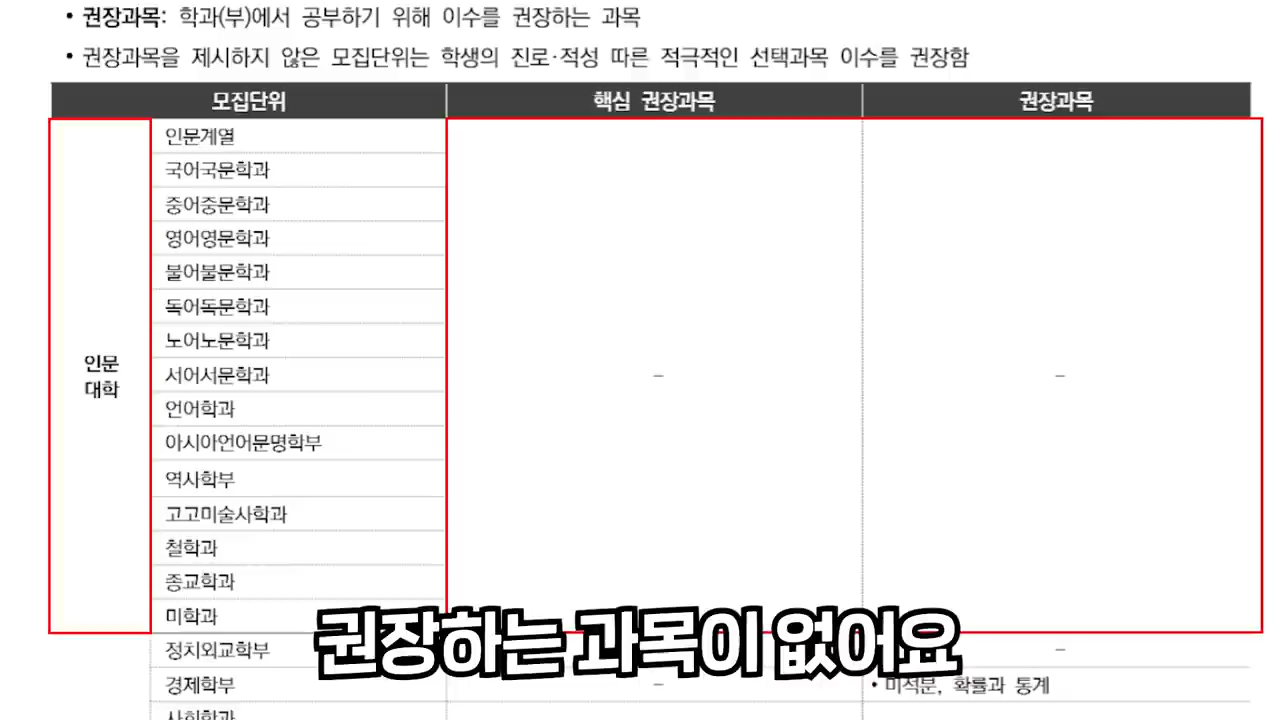 • 권장과목: 학과(부)에서 공부하기 위해 이수를 권장하는 과목
• 권장과목을 제시하지 않은 모집단위는 학생의 진로·적성 따른 적극적인 선택과목 이수를 권장함
모집단위 핵심 권장과목 권장과목
인문계열
국어국문학과
중어중문학과
영어영문학과
불어불문학과
독어독문학과
노어노문학과
인문
대학
서어서문학과 – –
언어학과
아시아언어문명학부
역사학부
고고미술사학과
철학과
종교학과
미학과
권장하는 과목이 없어요
정치외교학부 –
경제학부 – • 미적분, 확률과 통계
사회학과